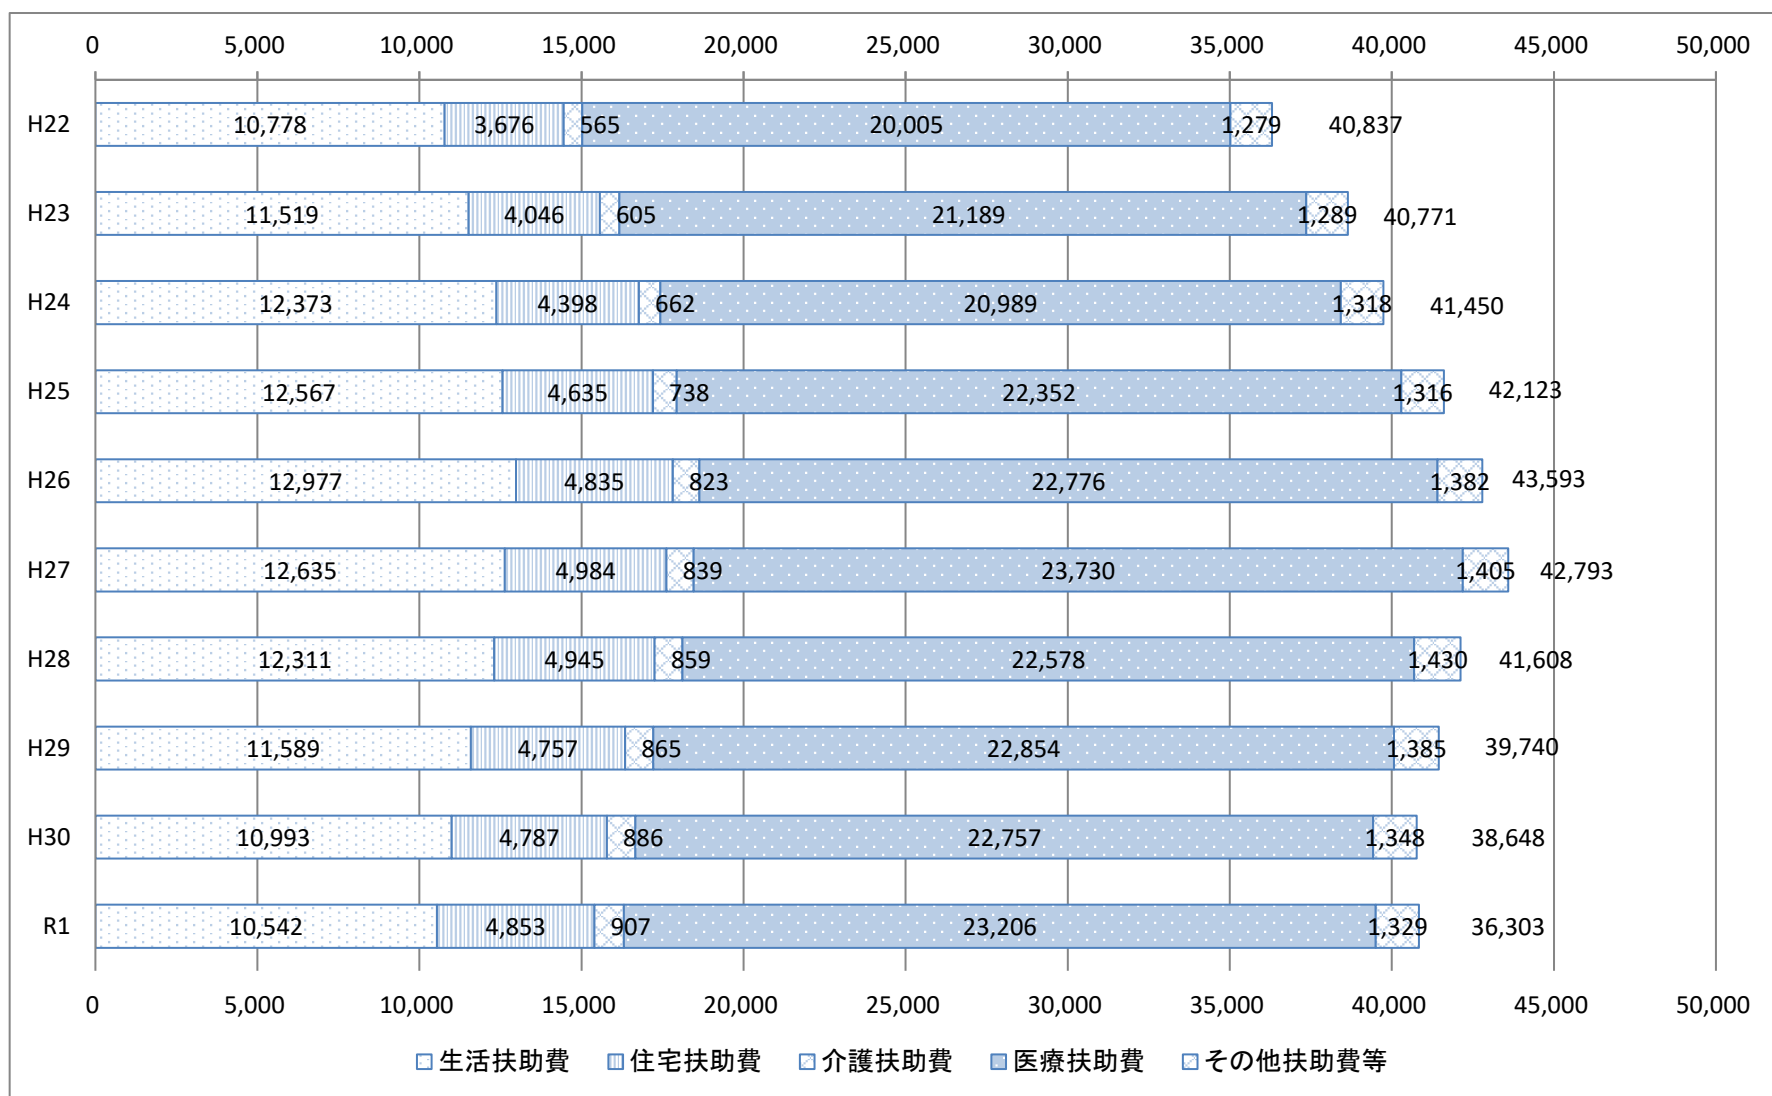 0 5,000 10,000 15,000 20,000 25,000 30,000 35,000 40,000 45,000 50,000
H22 10,778 3,676 565 20,005 1,279 40,837
H23 11,519 4,046 605 21,189 1,289 40,771
H24 12,373 4,398 662 20,989 1,318 41,450
H25 12,567 4,635 738 22,352 1,316 42,123
H26 12,977 4,835 823 22,776 1,382 43,593
H27 12,635 4,984 839 23,730 1,405 42,793
H28 12,311 4,945 859 22,578 1,430 41,608
H29 11,589 4,757 865 22,854 1,385 39,740
H30 10,993 4,787 886 22,757 1,348 38,648
R1 10,542 4,853 907 23,206 1,329 36,303
0 5,000 10,000 15,000 20,000 25,000 30,000 35,000 40,000 45,000 50,000
生活扶助費 住宅扶助費 介護扶助費 医療扶助費 その他扶助費等